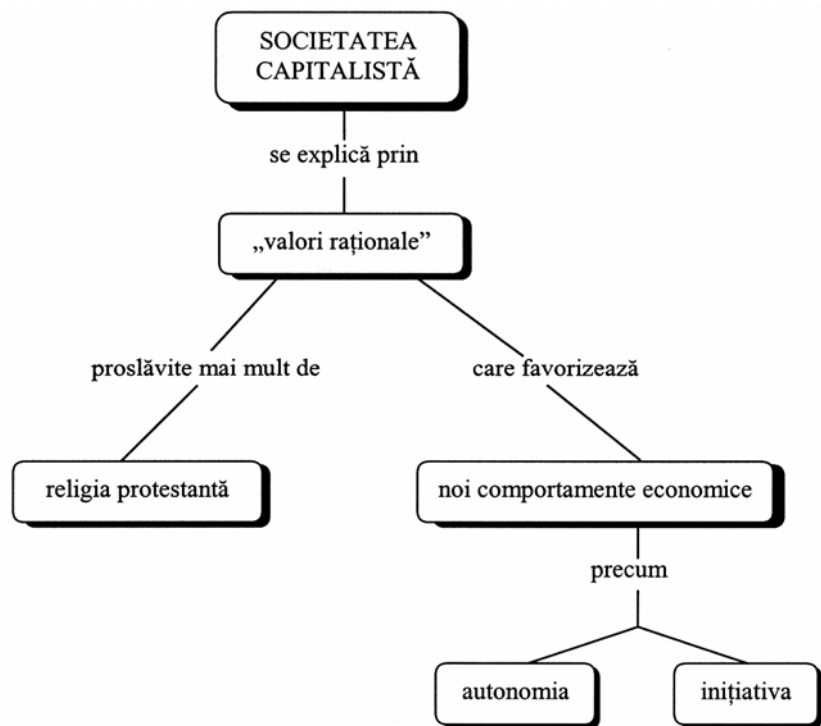 SOCIETATEA
CAPITALISTĂ
se explică prin
„valori raționale”
proslăvite mai mult de
care favorizează
religia protestantă
noi comportamente economice
precum
autonomia
inițiativa